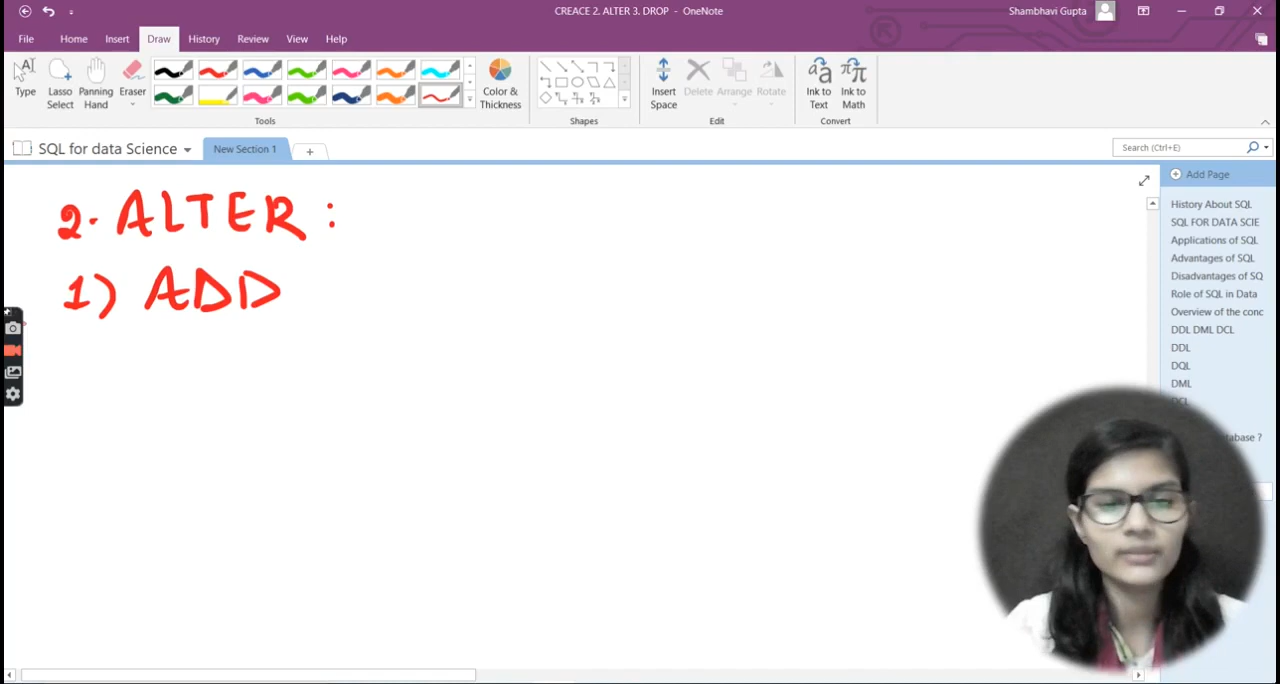 CREACE 2. ALTER 3. DROP - OneNote
Shambhavi Gupta
File Home Insert Draw History Review View Help
Type
Lasso Select
Panning Hand
Eraser
Color & Thickness
Insert Space
Delete
Arrange
Rotate
Ink to Text
Ink to Math
Tools
Shapes
Edit
Convert
SQL for data Science
New Section 1
+
Search (Ctrl+E)
Add Page
History About SQL
SQL FOR DATA SCIE
Applications of SQL
Advantages of SQL
Disadvantages of SQ
Role of SQL in Data
Overview of the conc
DDL DML DCL
DDL
DQL
DML
DCL
tabase ?
2. ALTER :
1) ADD